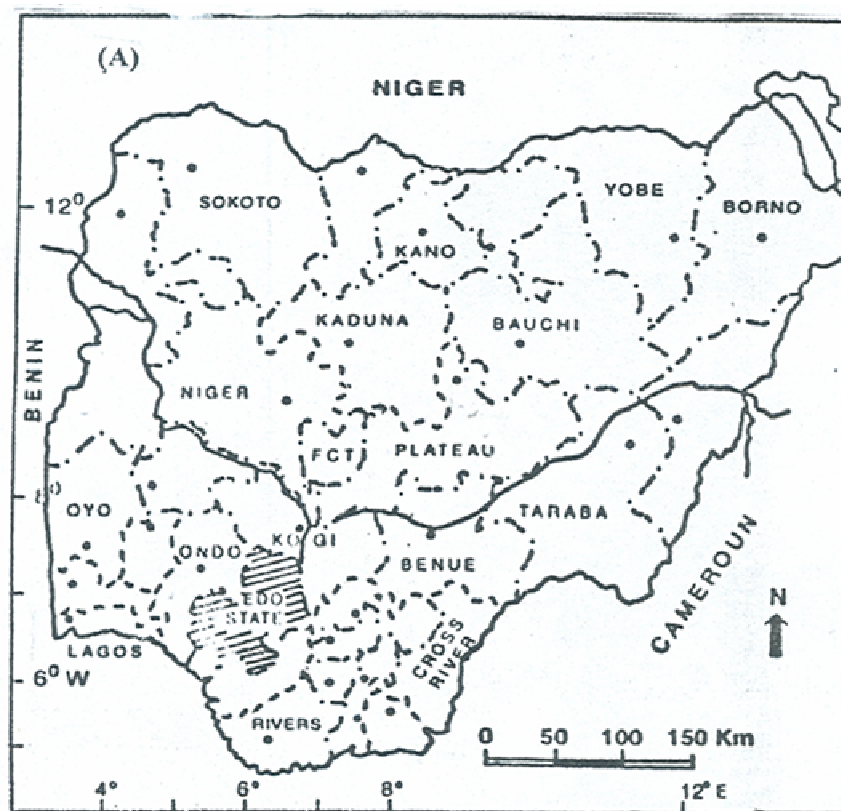 (A)
NIGER
12°
SOKOTO
YOBE
BORNO
KANO
KADUNA
BAUCHI
BENIN
NIGER
FCT
PLATEAU
8°
OYO
TARABA
ONDO
KOGI
BENUE
EDO
STATE
CAMEROUN
N
CROSS
RIVER
LAGOS
6° W
RIVERS
0 50 100 150 Km
4° 6° 8° 12° E